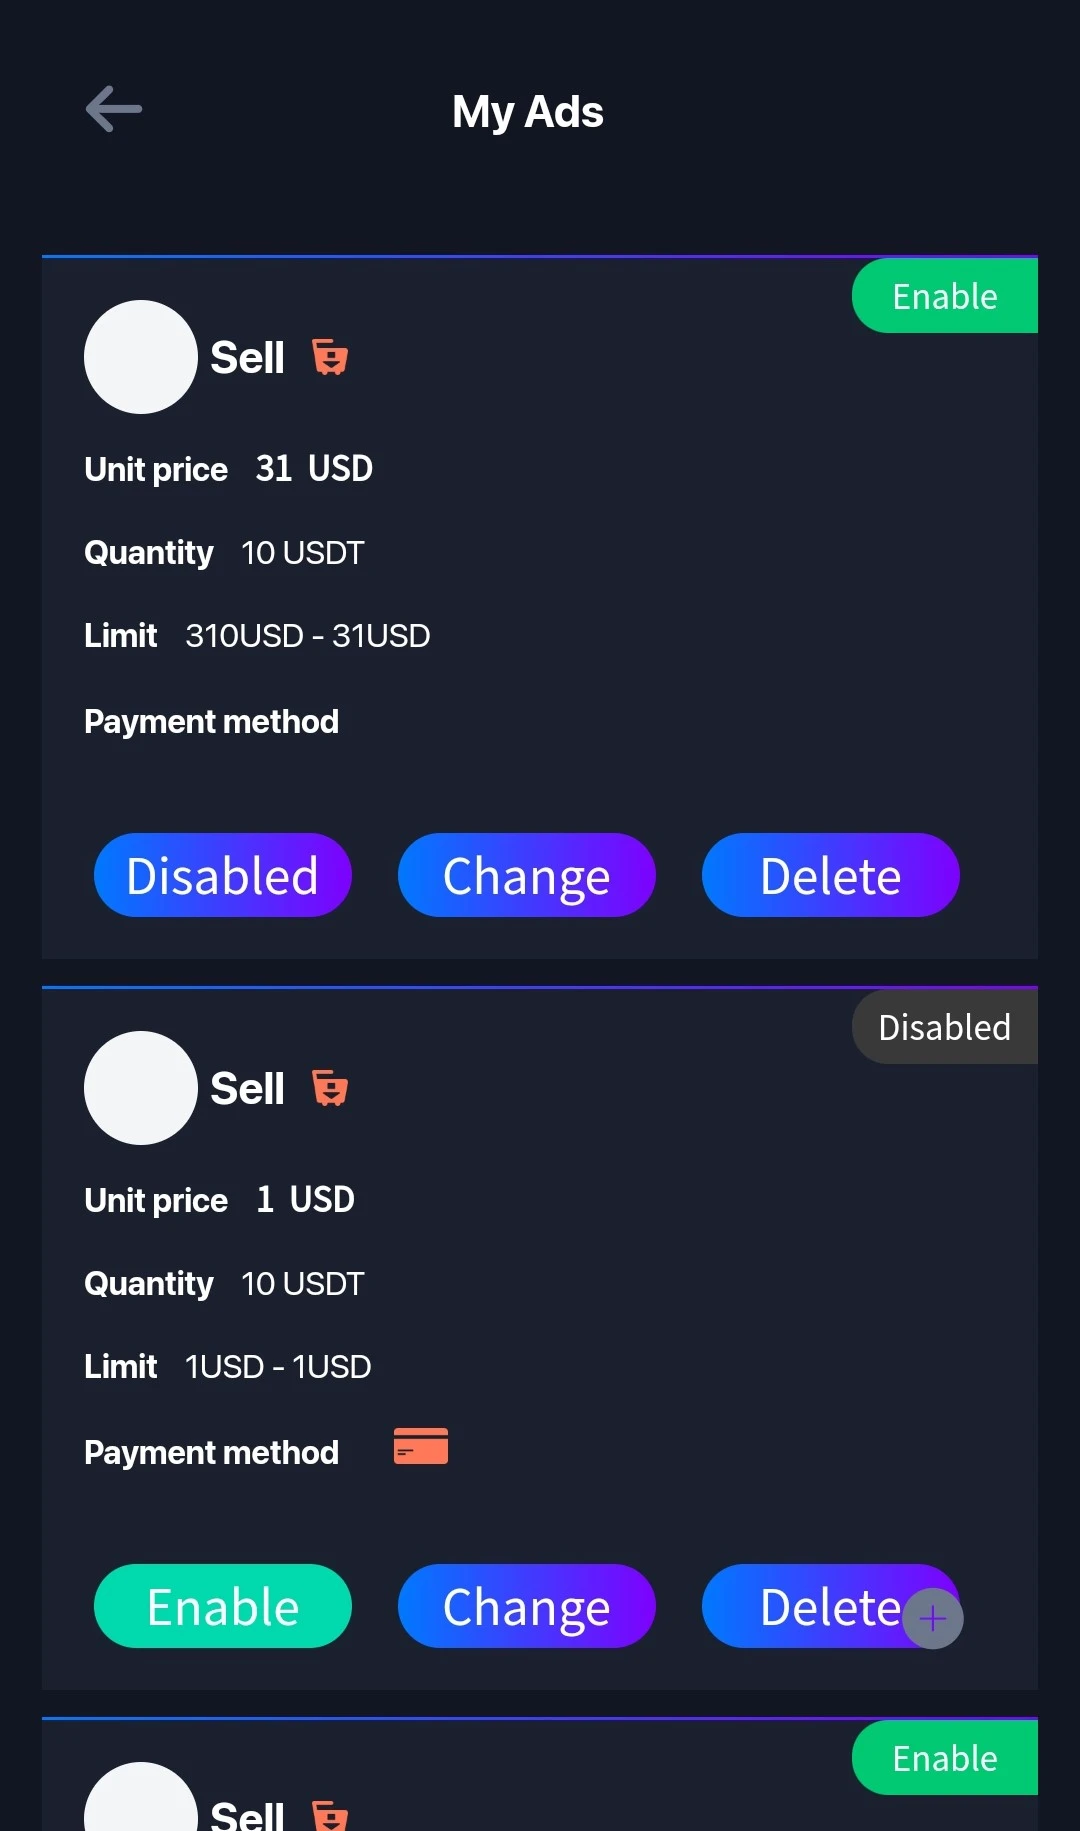 My Ads
Enable
Sell
Unit price 31 USD
Quantity 10 USDT
Limit 310USD - 31USD
Payment method
Disabled Change Delete
Disabled
Sell
Unit price 1 USD
Quantity 10 USDT
Limit 1USD - 1USD
Payment method
Enable Change Delete
Enable
Sell